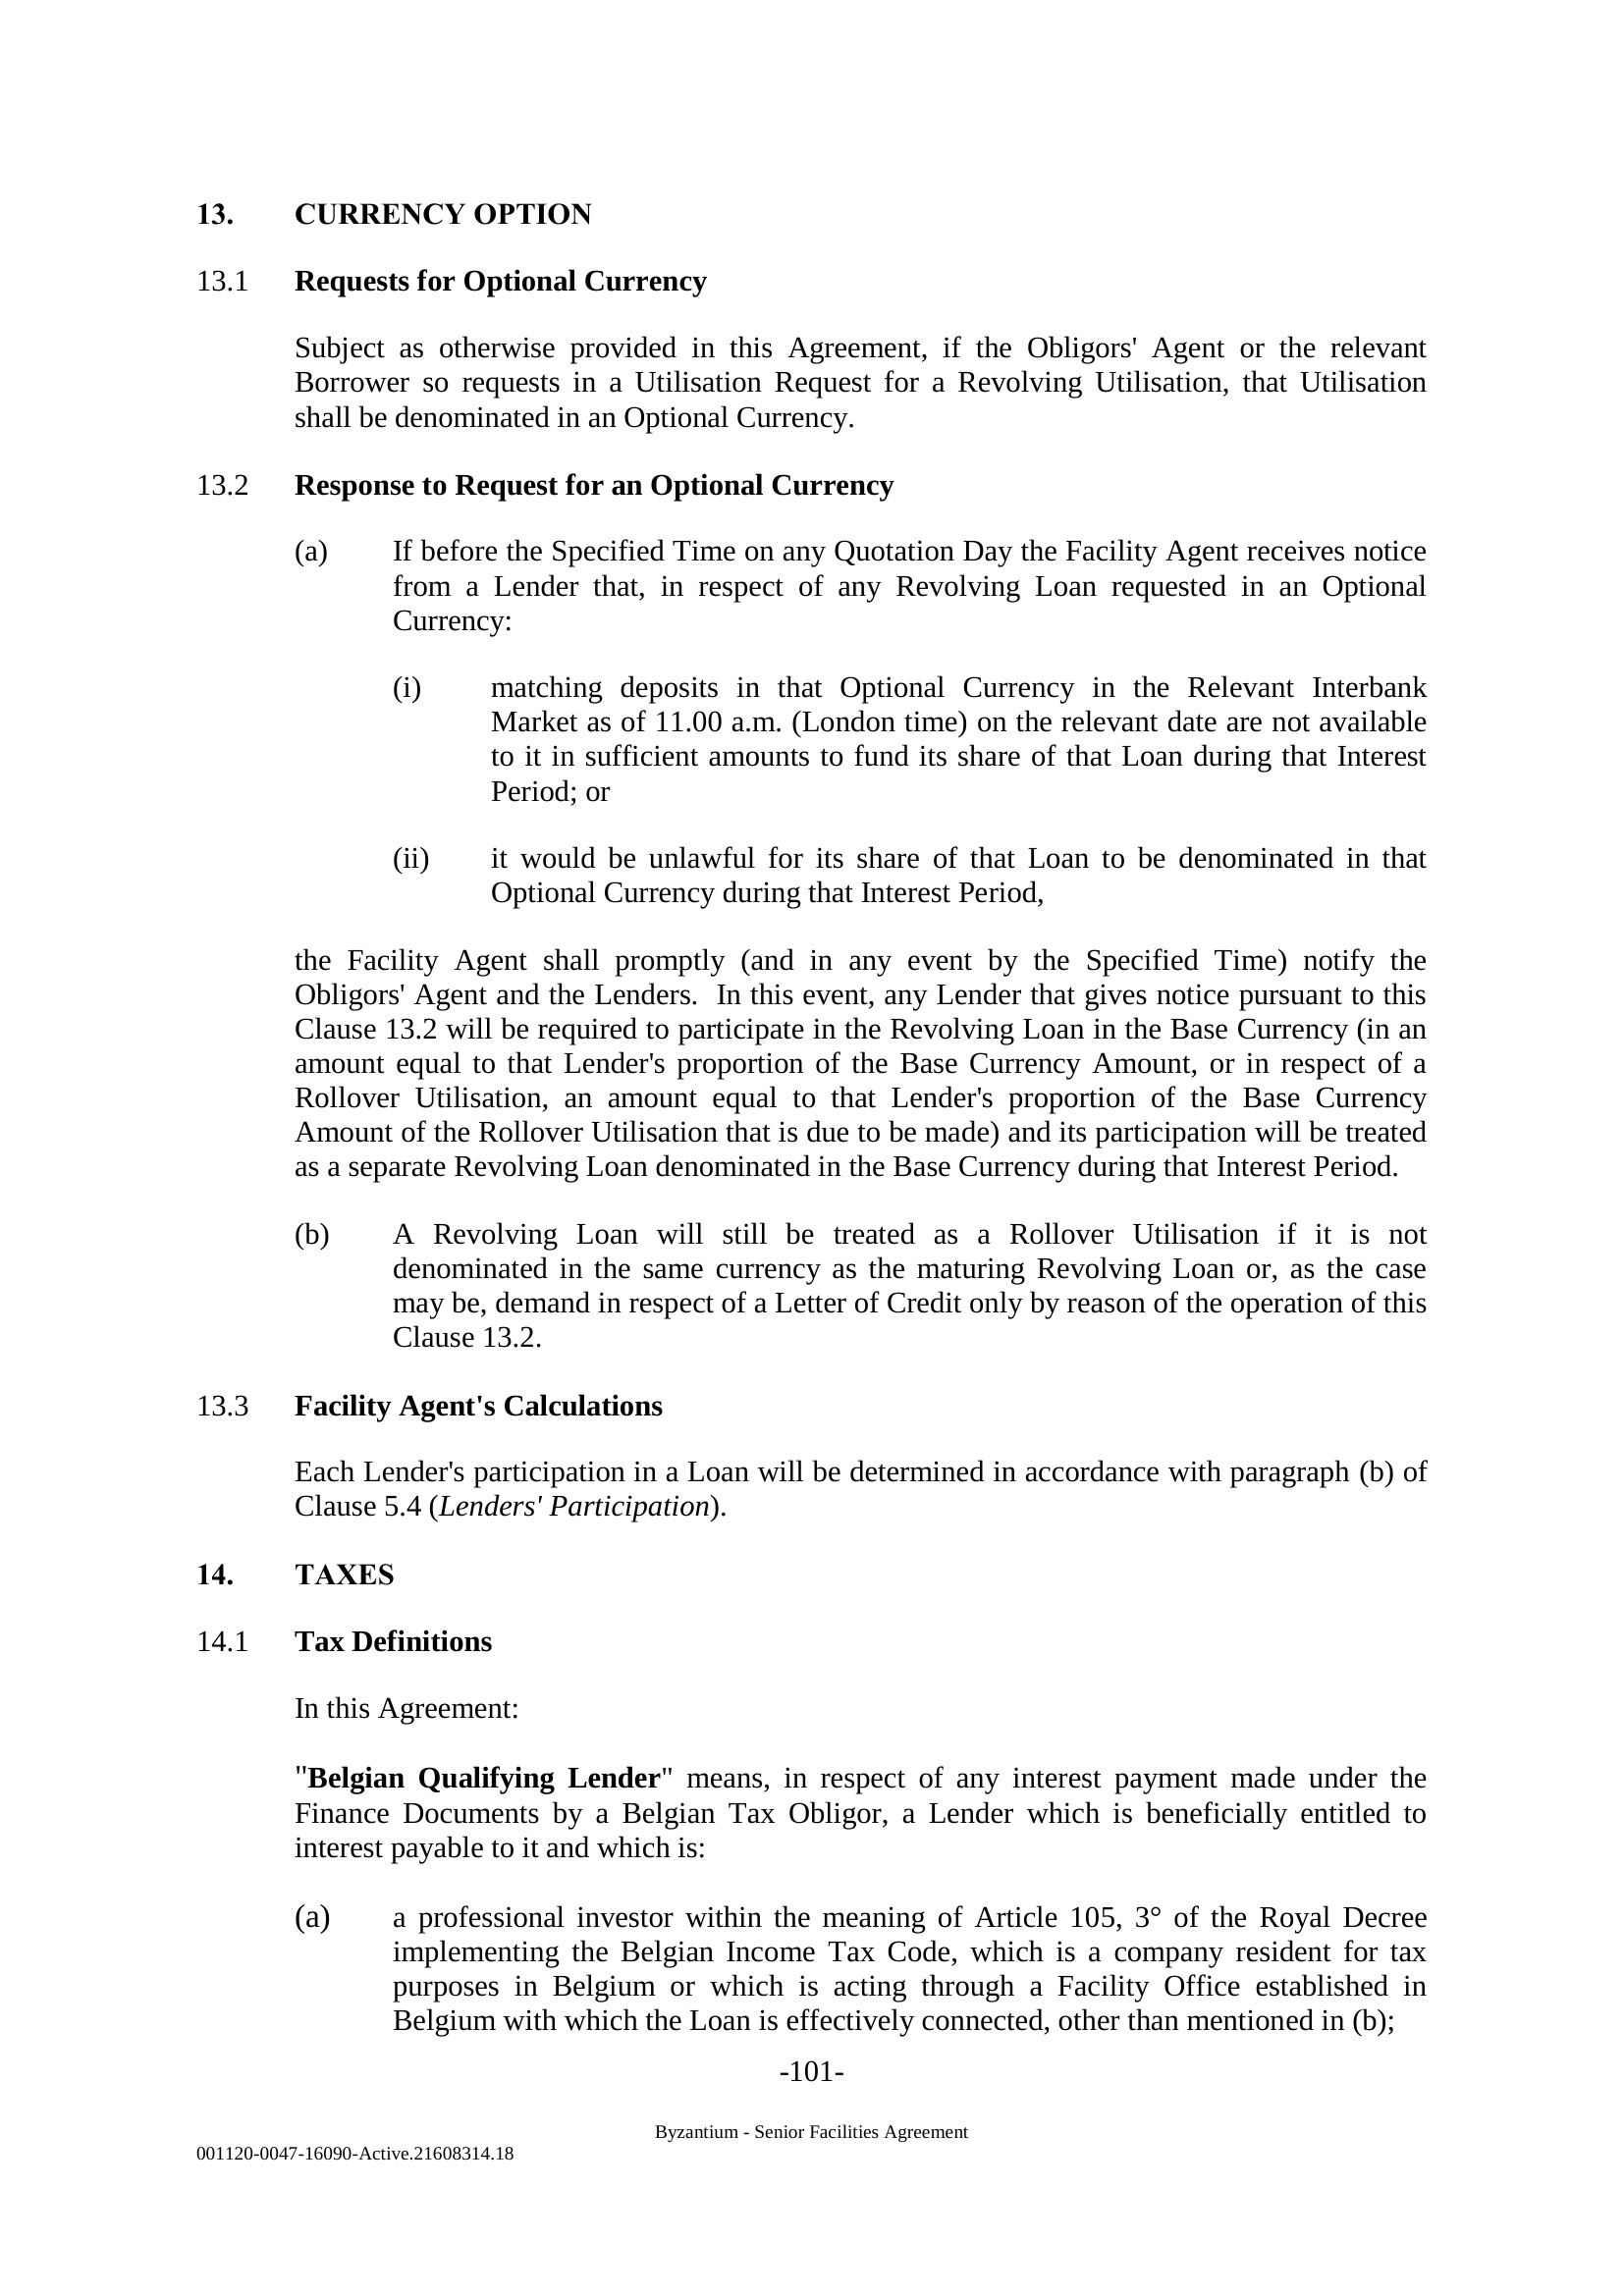 13. CURRENCY OPTION
13.1 Requests for Optional Currency
Subject as otherwise provided in this Agreement, if the Obligors' Agent or the relevant
Borrower so requests in a Utilisation Request for a Revolving Utilisation, that Utilisation
shall be denominated in an Optional Currency.
13.2 Response to Request for an Optional Currency
(a) If before the Specified Time on any Quotation Day the Facility Agent receives notice
from a Lender that, in respect of any Revolving Loan requested in an Optional
Currency:
(i) matching deposits in that Optional Currency in the Relevant Interbank
Market as of 11.00 a.m. (London time) on the relevant date are not available
to it in sufficient amounts to fund its share of that Loan during that Interest
Period; or
(ii) it would be unlawful for its share of that Loan to be denominated in that
Optional Currency during that Interest Period,
the Facility Agent shall promptly (and in any event by the Specified Time) notify the
Obligors' Agent and the Lenders. In this event, any Lender that gives notice pursuant to this
Clause 13.2 will be required to participate in the Revolving Loan in the Base Currency (in an
amount equal to that Lender's proportion of the Base Currency Amount, or in respect of a
Rollover Utilisation, an amount equal to that Lender's proportion of the Base Currency
Amount of the Rollover Utilisation that is due to be made) and its participation will be treated
as a separate Revolving Loan denominated in the Base Currency during that Interest Period.
(b) A Revolving Loan will still be treated as a Rollover Utilisation if it is not
denominated in the same currency as the maturing Revolving Loan or, as the case
may be, demand in respect of a Letter of Credit only by reason of the operation of this
Clause 13.2.
13.3 Facility Agent's Calculations
Each Lender's participation in a Loan will be determined in accordance with paragraph (b) of
Clause 5.4 (Lenders' Participation).
14. TAXES
14.1 Tax Definitions
In this Agreement:
"Belgian Qualifying Lender" means, in respect of any interest payment made under the
Finance Documents by a Belgian Tax Obligor, a Lender which is beneficially entitled to
interest payable to it and which is:
(a) a professional investor within the meaning of Article 105, 3° of the Royal Decree
implementing the Belgian Income Tax Code, which is a company resident for tax
purposes in Belgium or which is acting through a Facility Office established in
Belgium with which the Loan is effectively connected, other than mentioned in (b);
-101-
Byzantium - Senior Facilities Agreement
001120-0047-16090-Active.21608314.18